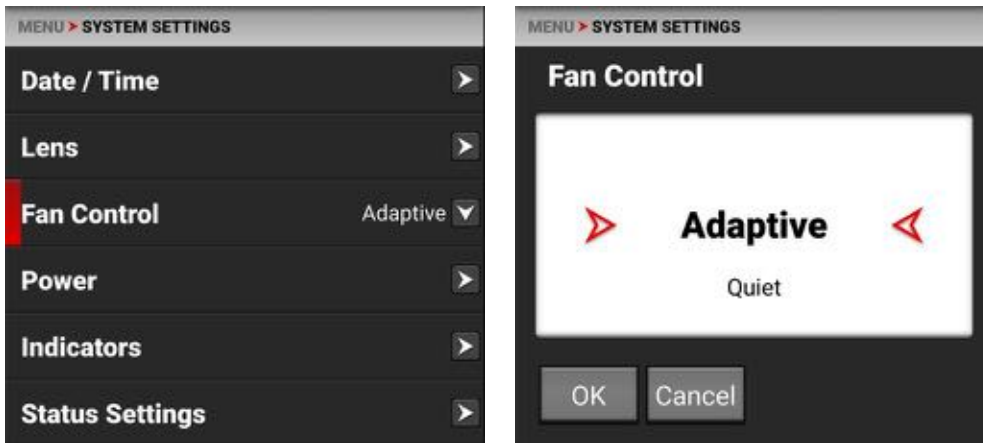 MENU > SYSTEM SETTINGS
Date / Time
Lens
Fan Control Adaptive
Power
Indicators
Status Settings
MENU > SYSTEM SETTINGS
Fan Control
Adaptive
Quiet
OK Cancel